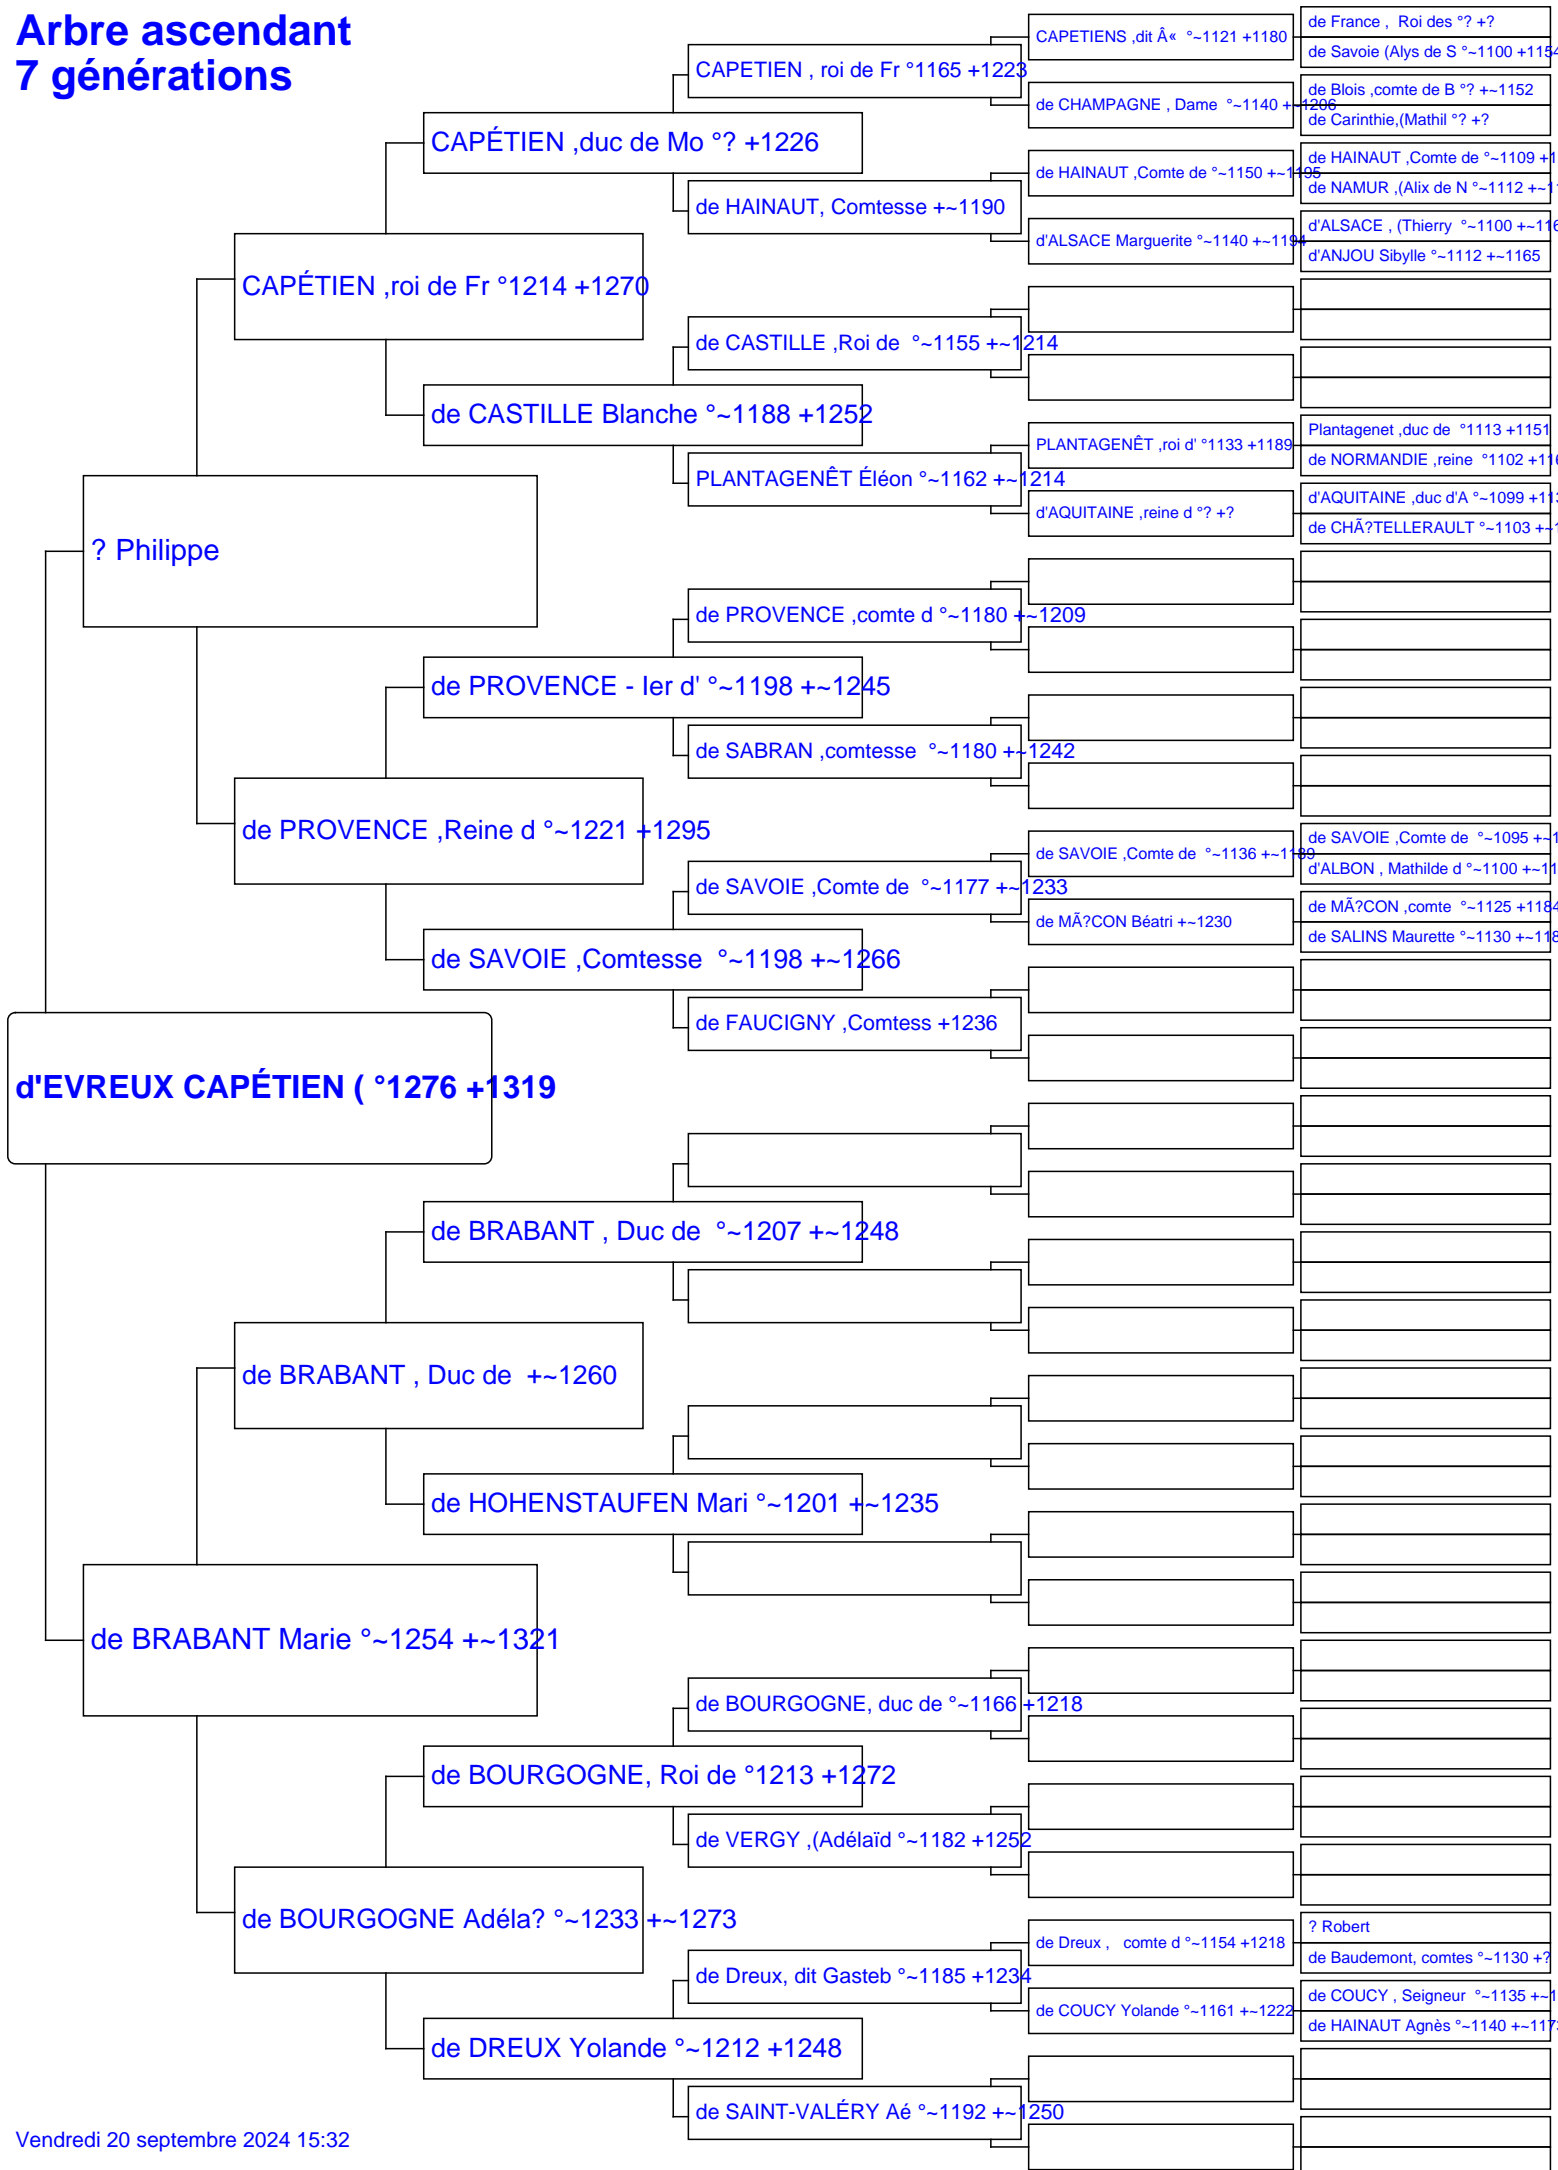 Arbre ascendant
7 générations
d'EVREUX CAPÉTIEN ( °1276 +1319
? Philippe
de BRABANT Marie °~1254 +~1321
CAPÉTIEN ,roi de Fr °1214 +1270
de PROVENCE ,Reine d °~1221 +1295
de BRABANT , Duc de  +~1260
de BOURGOGNE Adéla? °~1233 +~1273
CAPÉTIEN ,duc de Mo °? +1226
de CASTILLE Blanche °~1188 +1252
de PROVENCE - Ier d' °~1198 +~1245
de SAVOIE ,Comtesse  °~1198 +~1266
de BRABANT , Duc de  °~1207 +~1248
de HOHENSTAUFEN Mari °~1201 +~1235
de BOURGOGNE, Roi de °1213 +1272
de DREUX Yolande °~1212 +1248
CAPETIEN , roi de Fr °1165 +1223
de HAINAUT, Comtesse +~1190
de CASTILLE ,Roi de  °~1155 +~1214
PLANTAGENÊT Éléon °~1162 +~1214
de PROVENCE ,comte d °~1180 +~1209
de SABRAN ,comtesse  °~1180 +~1242
de SAVOIE ,Comte de  °~1177 +~1233
de FAUCIGNY ,Comtess +1236
de BOURGOGNE, duc de °~1166 +1218
de VERGY ,(Adélaïd °~1182 +1252
de Dreux, dit Gasteb °~1185 +1234
de SAINT-VALÉRY Aé °~1192 +~1250
CAPETIENS ,dit Â« °~1121 +1180
de CHAMPAGNE , Dame  °~1140 +~1206
de HAINAUT ,Comte de °~1150 +~1195
d'ALSACE Marguerite °~1140 +~1194
PLANTAGENÊT ,roi d' °1133 +1189
d'AQUITAINE ,reine d °? +?
de SAVOIE ,Comte de  °~1136 +~1189
de MÃ?CON Béatri +~1230
de Dreux ,   comte d °~1154 +1218
de COUCY Yolande °~1161 +~1222
de France ,  Roi des °? +?
de Savoie (Alys de S °~1100 +1154
de Blois ,comte de B °? +~1152
de Carinthie,(Mathil °? +?
de HAINAUT ,Comte de °~1109 +1
de NAMUR ,(Alix de N °~1112 +~1
d'ALSACE , (Thierry  °~1100 +~116
d'ANJOU Sibylle °~1112 +~1165
Plantagenet ,duc de  °1113 +1151
de NORMANDIE ,reine  °1102 +116
d'AQUITAINE ,duc d'A °~1099 +113
de CHÃ?TELLERAULT °~1103 +~1
de SAVOIE ,Comte de  °~1095 +~1
d'ALBON , Mathilde d °~1100 +~11
de MÃ?CON ,comte  °~1125 +1184
de SALINS Maurette °~1130 +~118
? Robert
de Baudemont, comtes °~1130 +?
de COUCY , Seigneur  °~1135 +~1
de HAINAUT Agnès °~1140 +~1173
Vendredi 20 septembre 2024 15:32